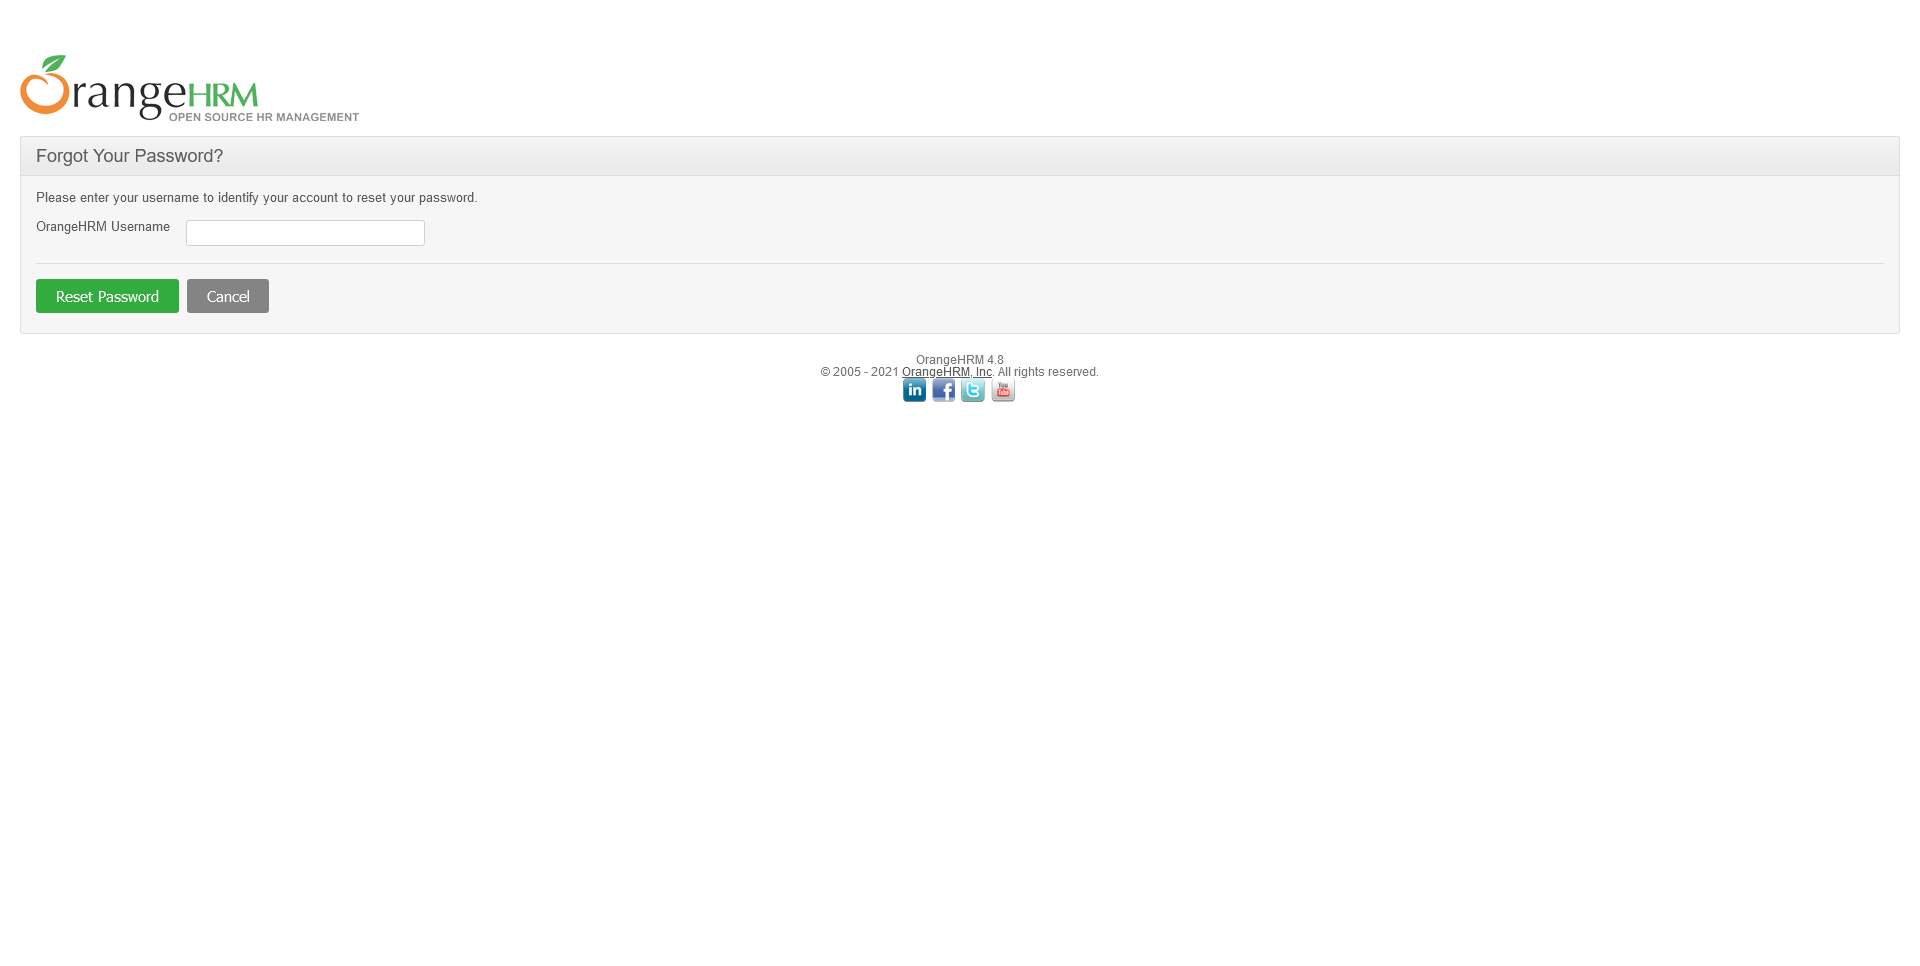 OrangeHRM
OPEN SOURCE HR MANAGEMENT
Forgot Your Password?
Please enter your username to identify your account to reset your password.
OrangeHRM Username
Reset Password Cancel
OrangeHRM 4.8
© 2005 - 2021 OrangeHRM, Inc. All rights reserved.
in f t You Tube